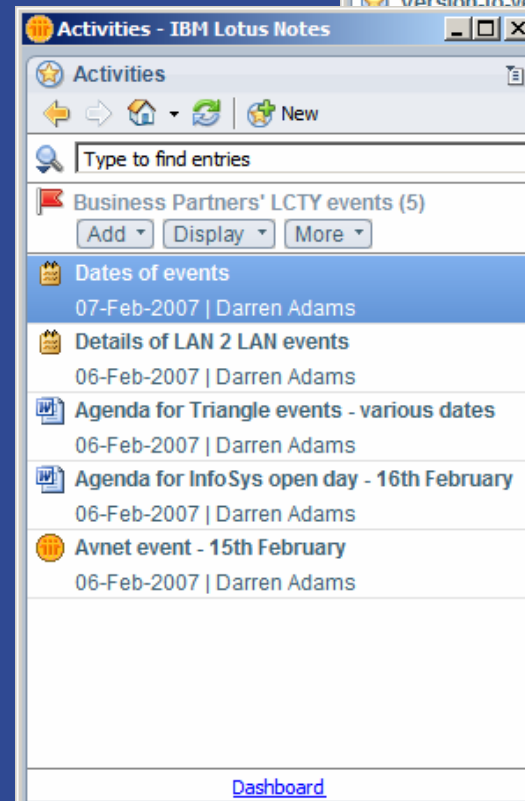 Activities - IBM Lotus Notes
Activities
New
Type to find entries
Business Partners' LCTY events (5)
Add Display More
Dates of events
07-Feb-2007 | Darren Adams
Details of LAN 2 LAN events
06-Feb-2007 | Darren Adams
Agenda for Triangle events - various dates
06-Feb-2007 | Darren Adams
Agenda for InfoSys open day - 16th February
06-Feb-2007 | Darren Adams
Avnet event - 15th February
06-Feb-2007 | Darren Adams
Dashboard